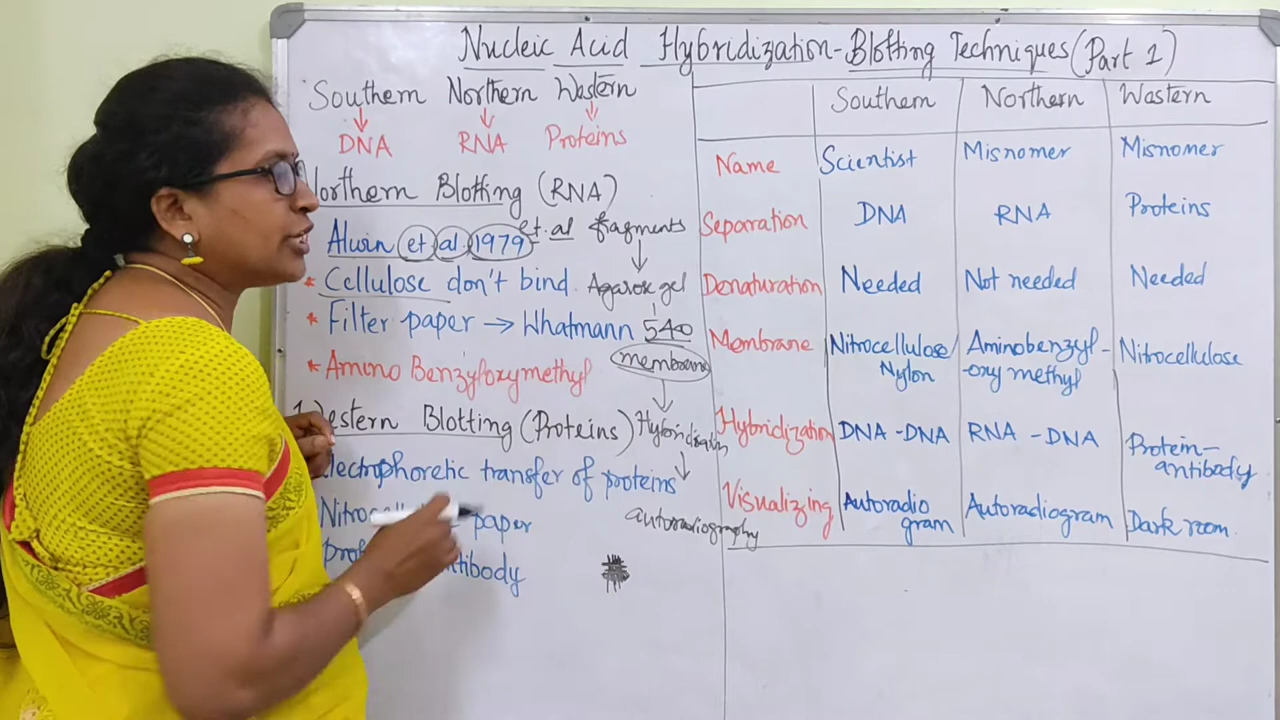 Nucleic Acid Hybridization-Blotting Techniques (Part 1)
Southern Northern Western
DNA RNA Proteins
Northern Blotting (RNA)
Alwin et al 1979 et.al fragments
* Cellulose don't bind Agarose gel
* Filter paper → Whatmann 540
membrane
* Amino Benzyloxymethyl
Western Blotting (Proteins) Hybridization
Electrophoretic transfer of proteins
paper
autoradiography
Southern Northern Wastern
Name Scientist Misnomer Misnomer
Separation DNA RNA Proteins
Denaturation Needed Not needed Needed
Membrane Nitrocellulose/ Aminobenzyl- Nitrocellulose
Nylon -oxy methyl
Hybridization DNA-DNA RNA-DNA Protein-
antibody
Visualizing Autoradio Autoradiogram Dark room
gram